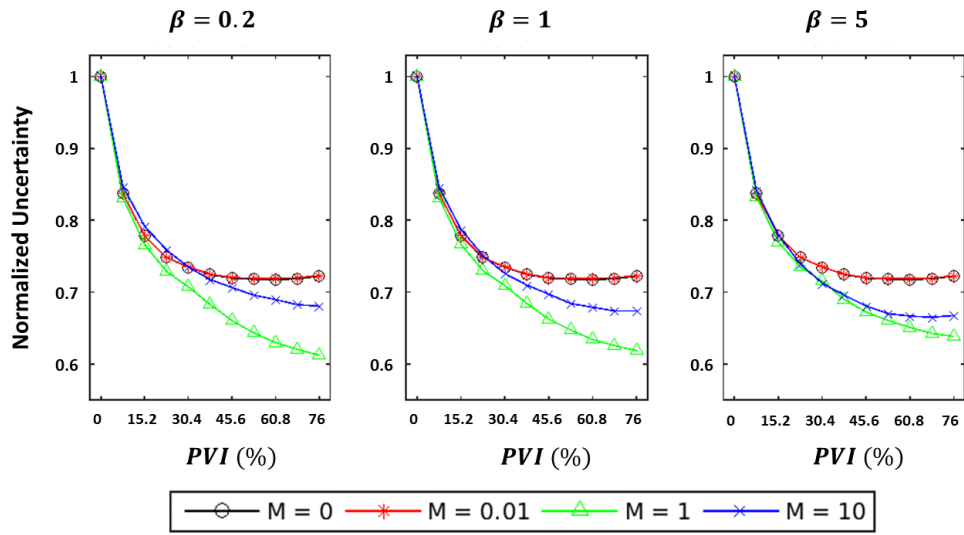 β = 0.2
β = 1
β = 5
Normalized Uncertainty
1
0.9
0.8
0.7
0.6
0 15.2 30.4 45.6 60.8 76
PVI (%)
1
0.9
0.8
0.7
0.6
0 15.2 30.4 45.6 60.8 76
PVI (%)
1
0.9
0.8
0.7
0.6
0 15.2 30.4 45.6 60.8 76
PVI (%)
M = 0 M = 0.01 M = 1 M = 10